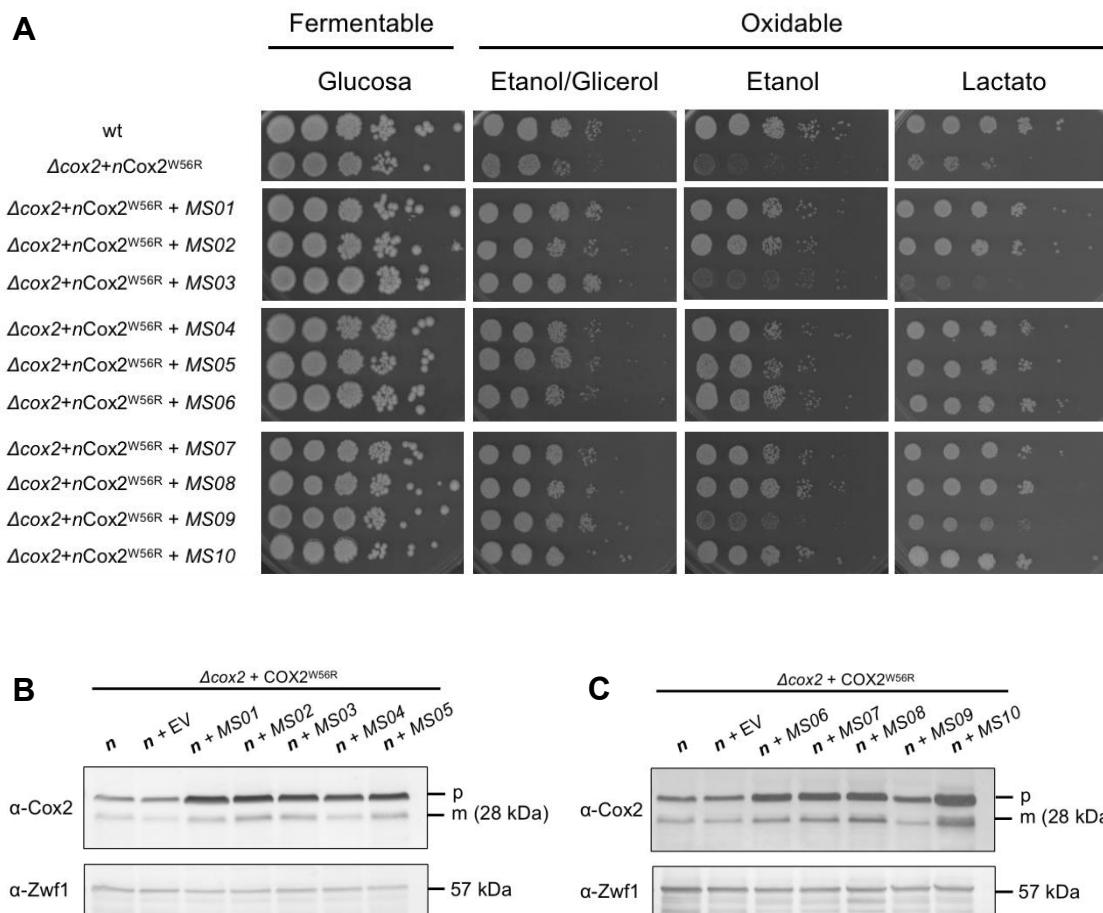 A
Fermentable
Oxidable
Glucosa
Etanol/Glicerol
Etanol
Lactato
wt
Δcox2+nCox2W56R
Δcox2+nCox2W56R + MS01
Δcox2+nCox2W56R + MS02
Δcox2+nCox2W56R + MS03
Δcox2+nCox2W56R + MS04
Δcox2+nCox2W56R + MS05
Δcox2+nCox2W56R + MS06
Δcox2+nCox2W56R + MS07
Δcox2+nCox2W56R + MS08
Δcox2+nCox2W56R + MS09
Δcox2+nCox2W56R + MS10
B
Δcox2 + COX2W56R
n
n + EV
n + MS01
n + MS02
n + MS03
n + MS04
n + MS05
α-Cox2
p
m (28 kDa)
α-Zwf1
57 kDa
C
Δcox2 + COX2W56R
n
n + EV
n + MS06
n + MS07
n + MS08
n + MS09
n + MS10
α-Cox2
p
m (28 kDa
α-Zwf1
57 kDa